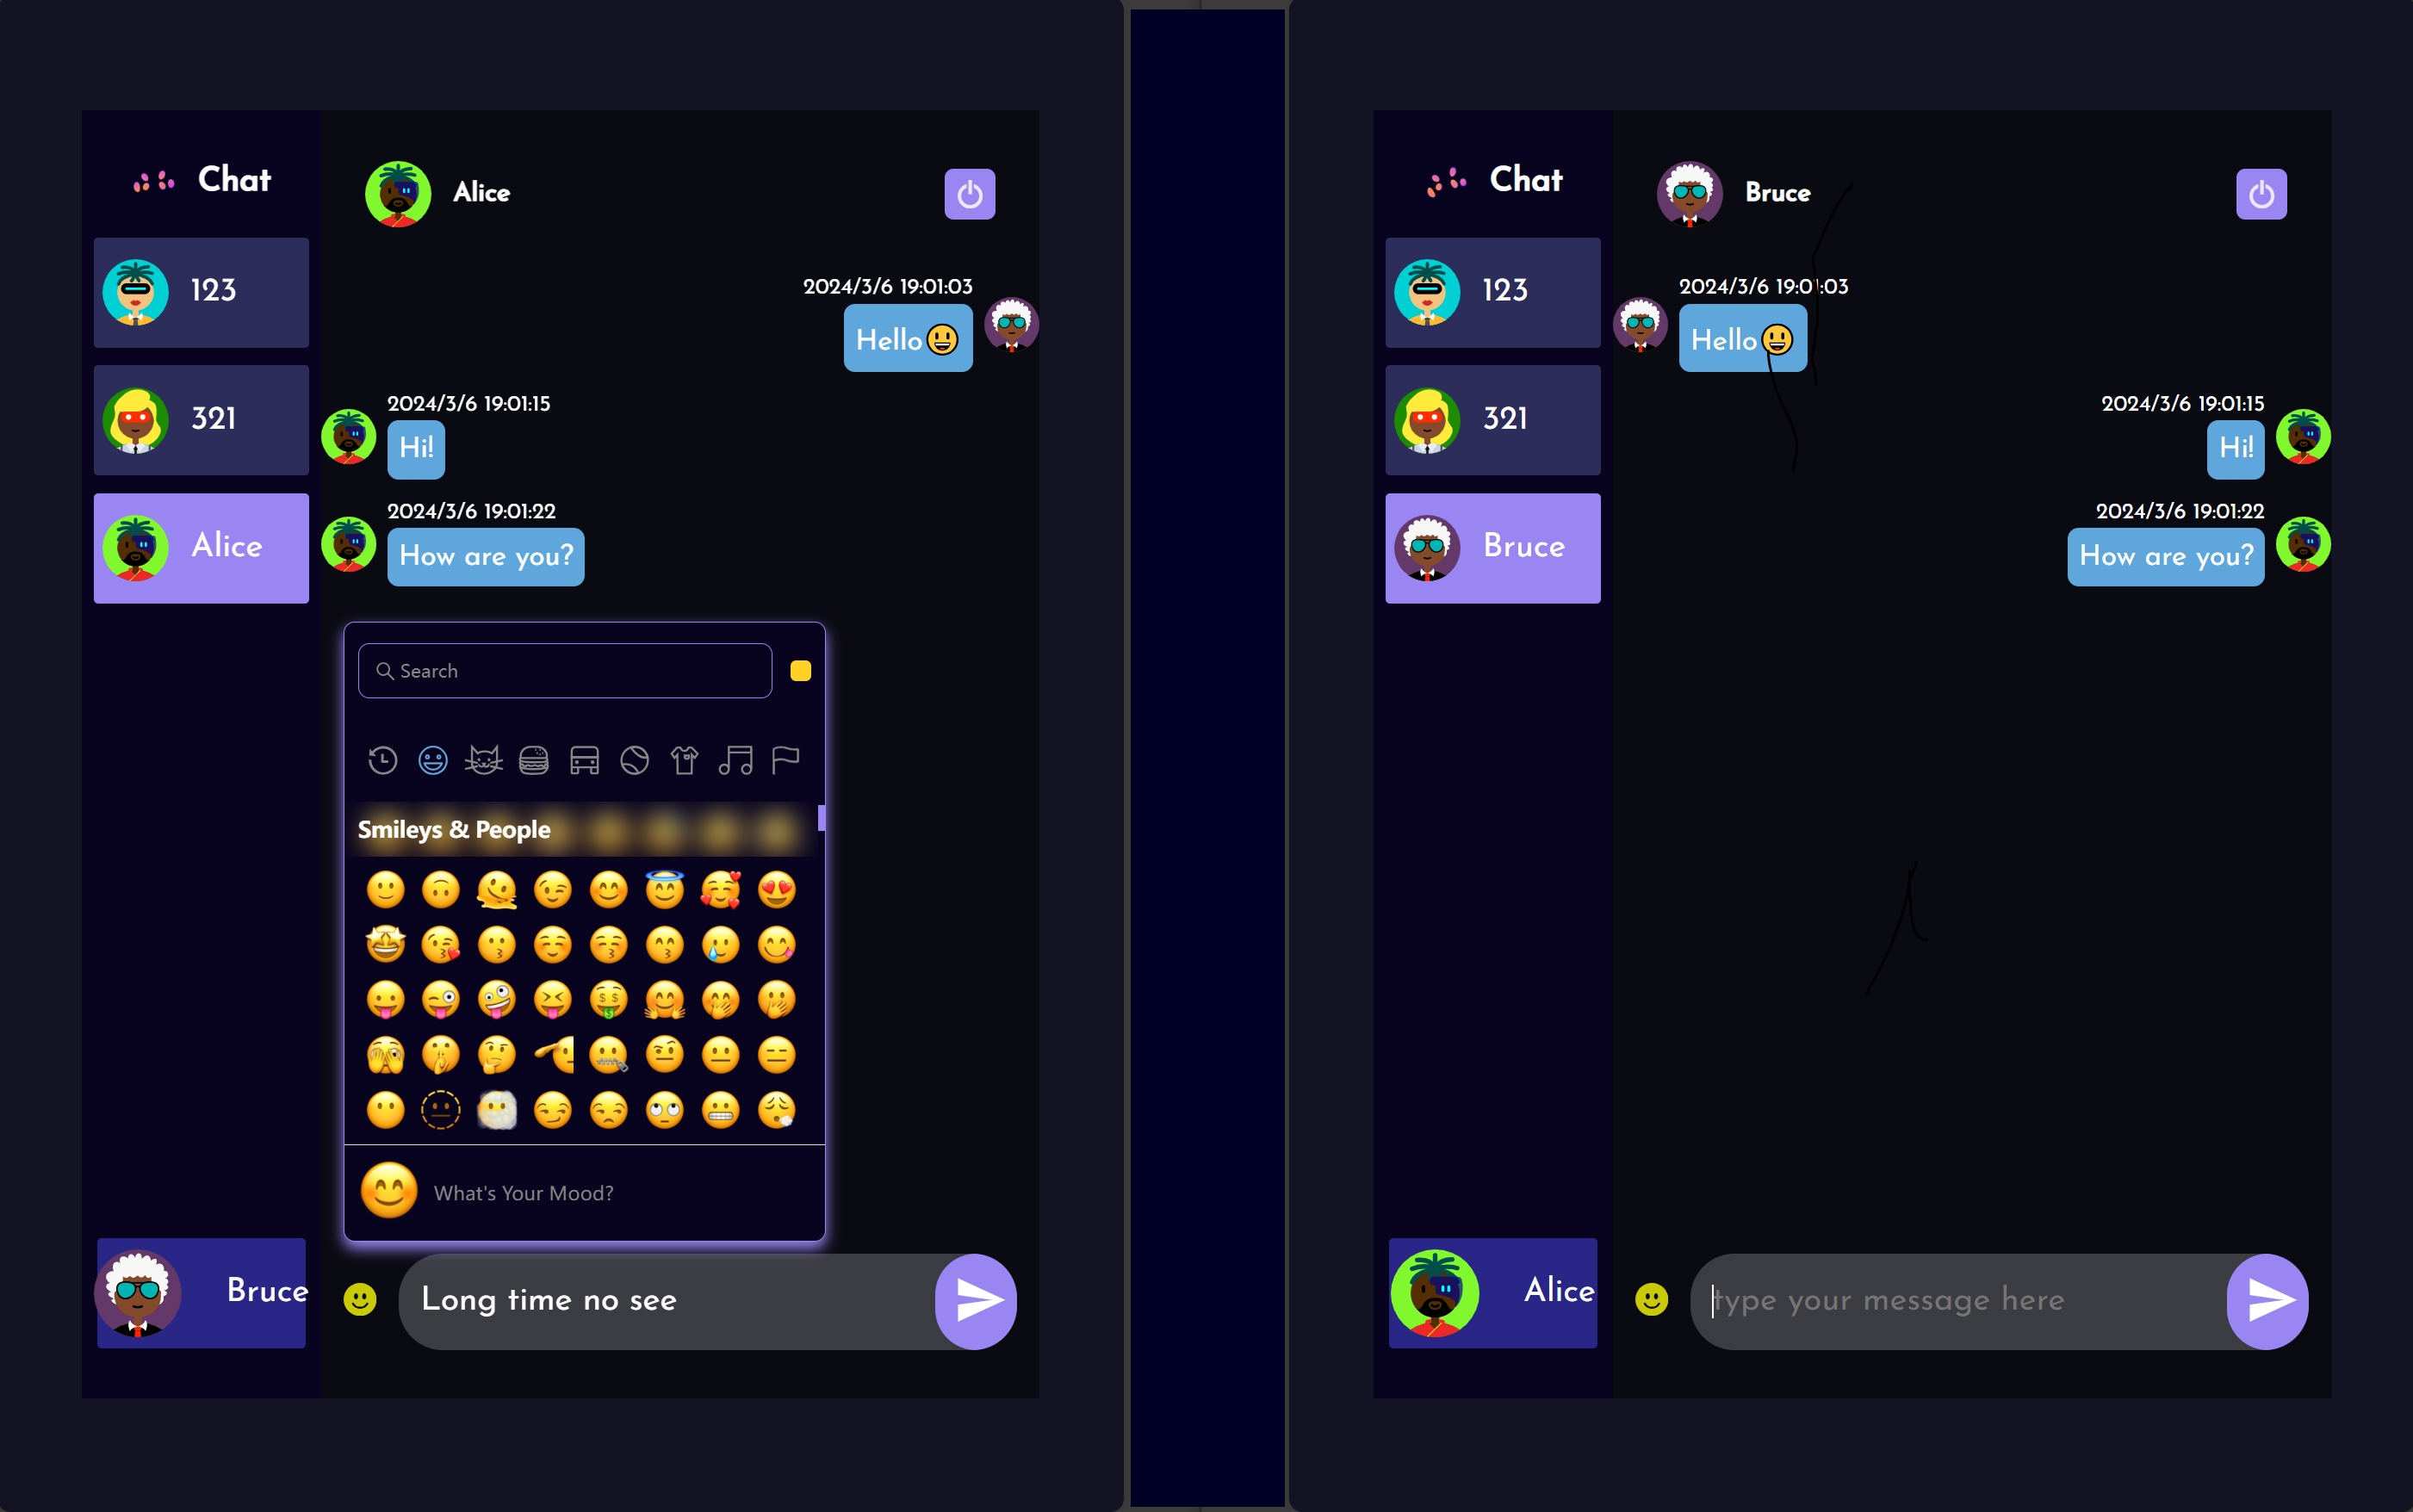 Chat
123
321
Alice
Bruce
Alice
2024/3/6 19:01:03
Hello😃
2024/3/6 19:01:15
Hi!
2024/3/6 19:01:22
How are you?
Search
Smileys & People
What's Your Mood?
Long time no see
Chat
123
321
Bruce
Alice
Bruce
2024/3/6 19:01:03
Hello😃
2024/3/6 19:01:15
Hi!
2024/3/6 19:01:22
How are you?
type your message here